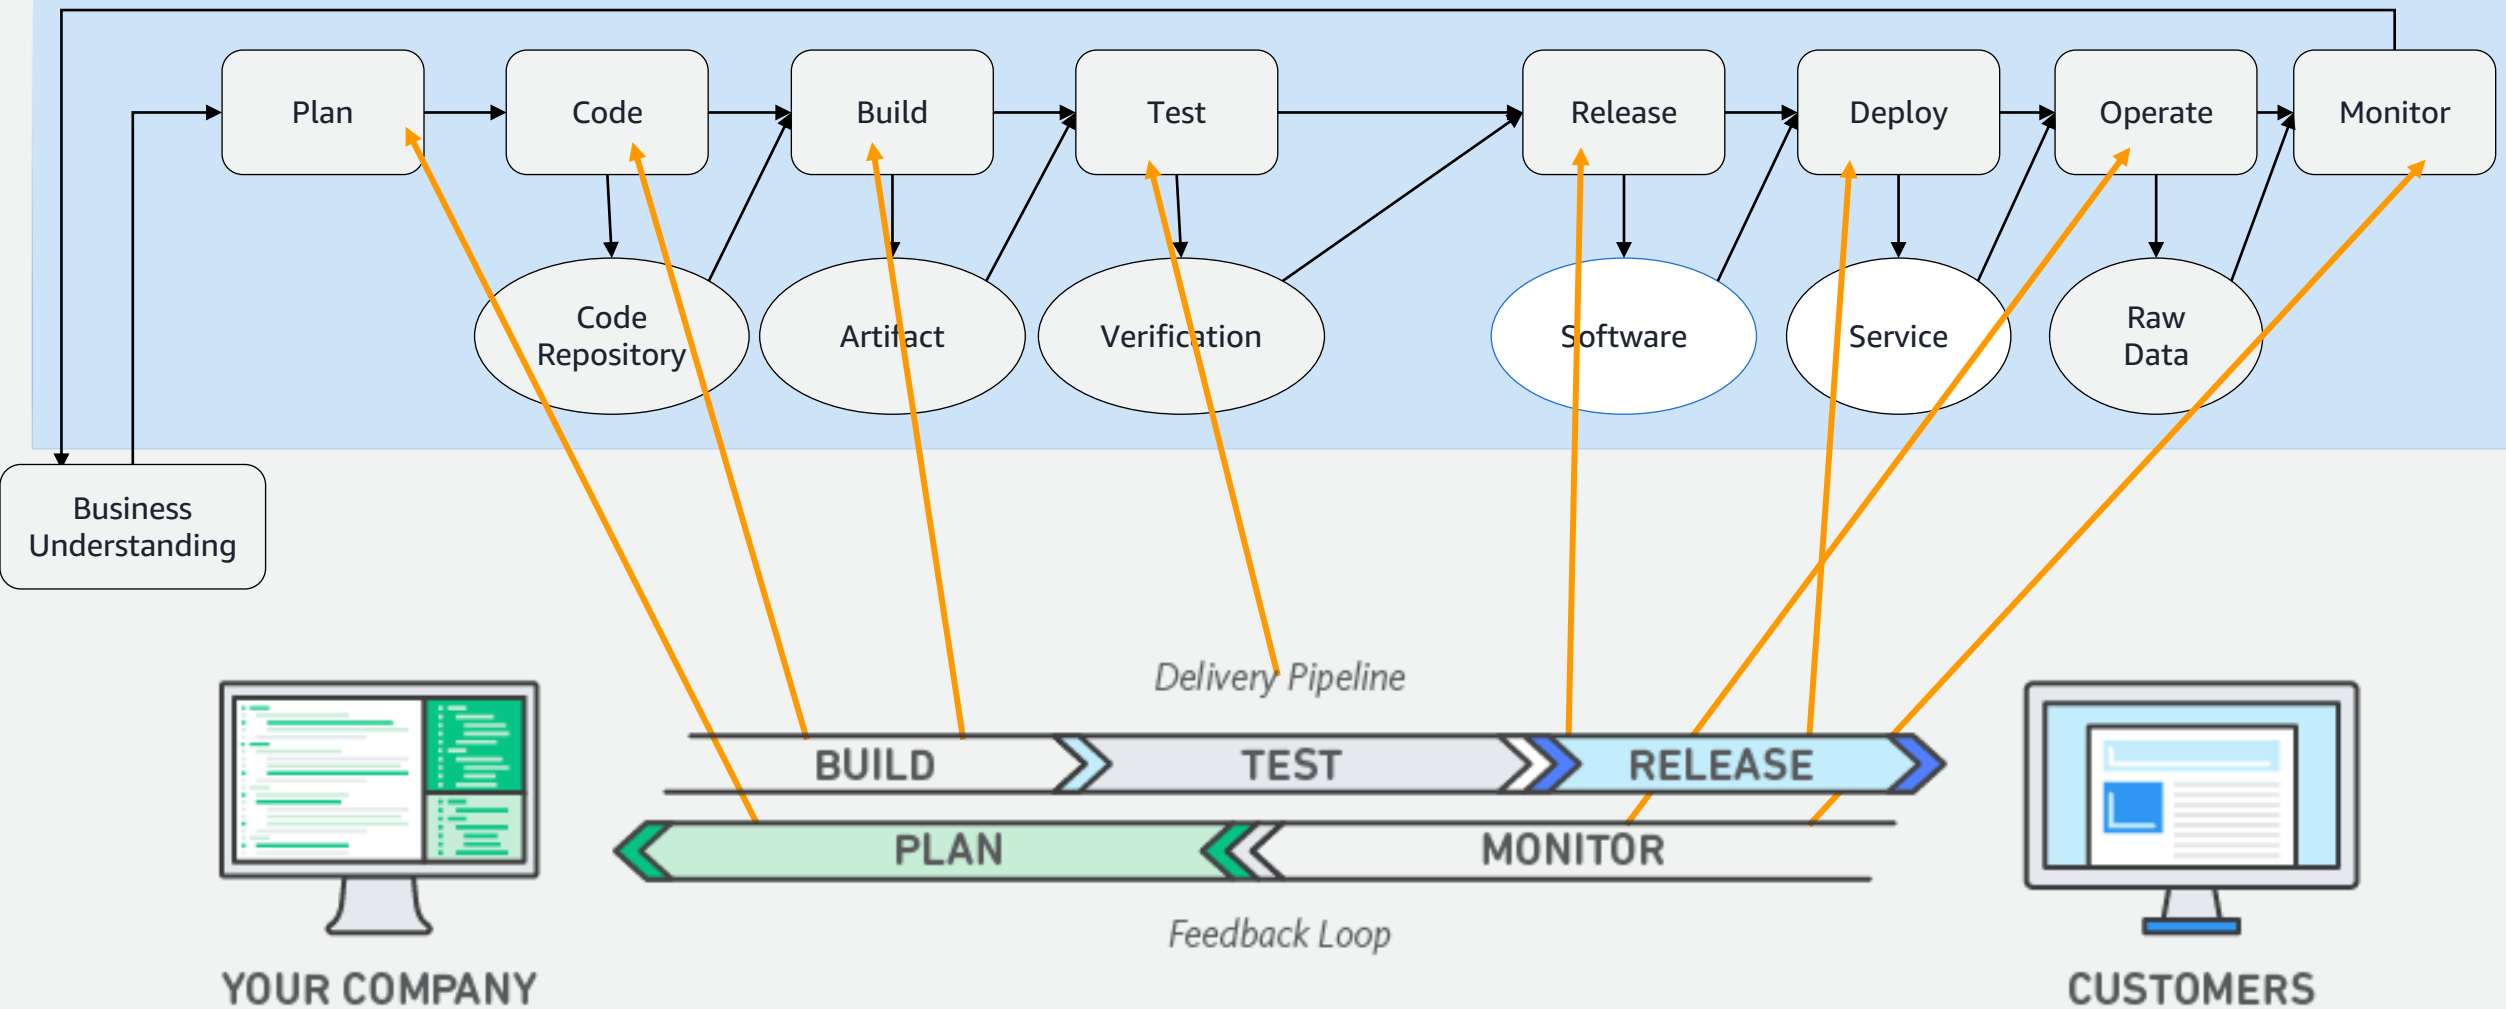 Plan
Code
Build
Test
Release
Deploy
Operate
Monitor
Code
Repository
Artifact
Verification
Software
Service
Raw
Data
Business
Understanding
Delivery Pipeline
BUILD
TEST
RELEASE
PLAN
MONITOR
Feedback Loop
YOUR COMPANY
CUSTOMERS